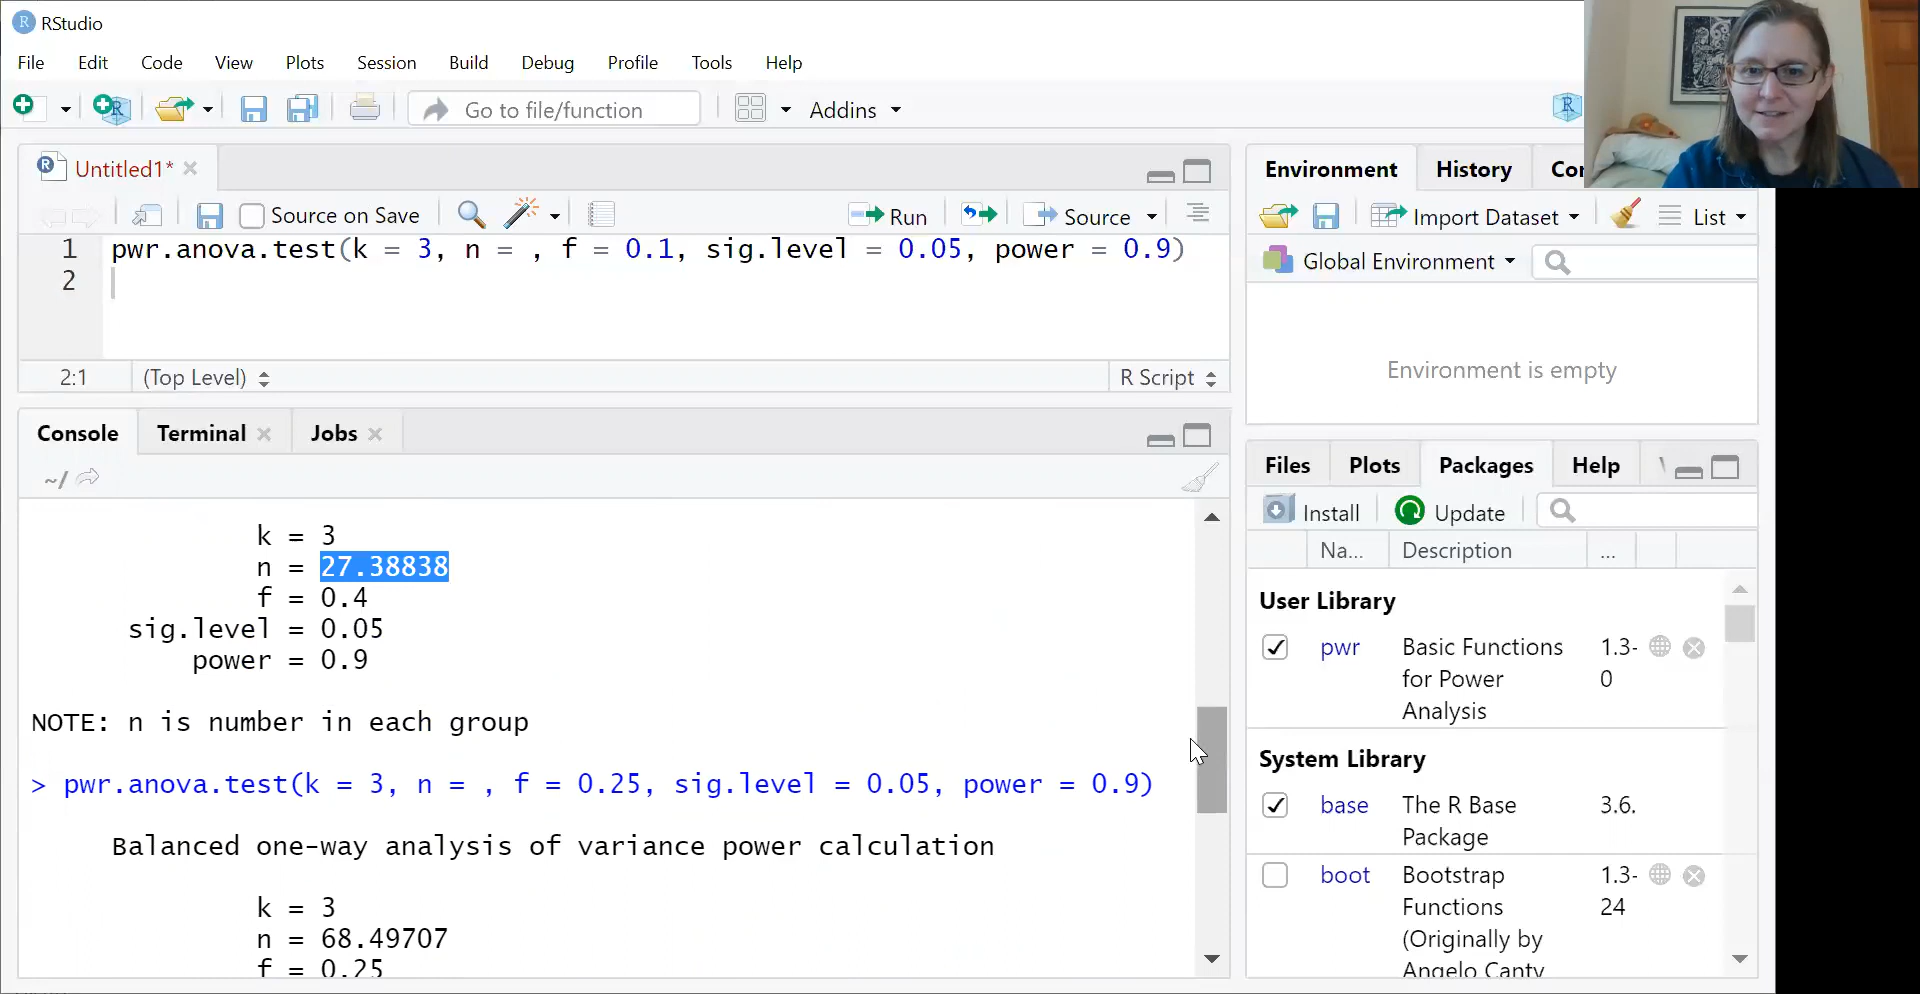 RStudio
File Edit Code View Plots Session Build Debug Profile Tools Help
Go to file/function Addins
Untitled1*
Source on Save Run Source
1 pwr.anova.test(k = 3, n = , f = 0.1, sig.level = 0.05, power = 0.9)
2
2:1 (Top Level) R Script
Console Terminal Jobs
~/
k = 3
n = 27.38838
f = 0.4
sig.level = 0.05
power = 0.9
NOTE: n is number in each group
> pwr.anova.test(k = 3, n = , f = 0.25, sig.level = 0.05, power = 0.9)
Balanced one-way analysis of variance power calculation
k = 3
n = 68.49707
f = 0.25
Environment History Cor
Import Dataset List
Global Environment
Environment is empty
Files Plots Packages Help
Install Update
Na... Description ...
User Library
pwr Basic Functions 1.3-
for Power 0
Analysis
System Library
base The R Base 3.6.
Package
boot Bootstrap 1.3-
Functions 24
(Originally by
Angelo Canty